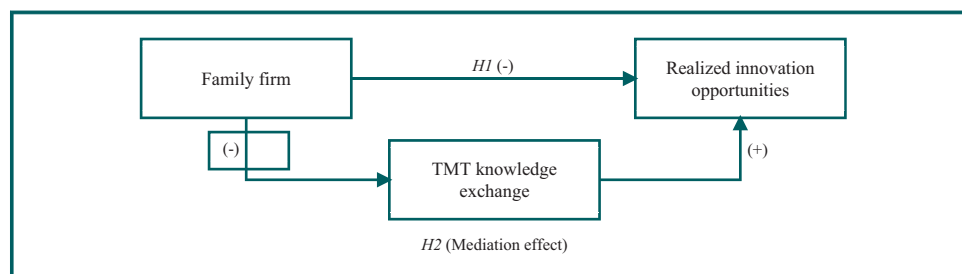 Family firm
H1 (-)
Realized innovation
opportunities
(-)
TMT knowledge
exchange
(+)
H2 (Mediation effect)